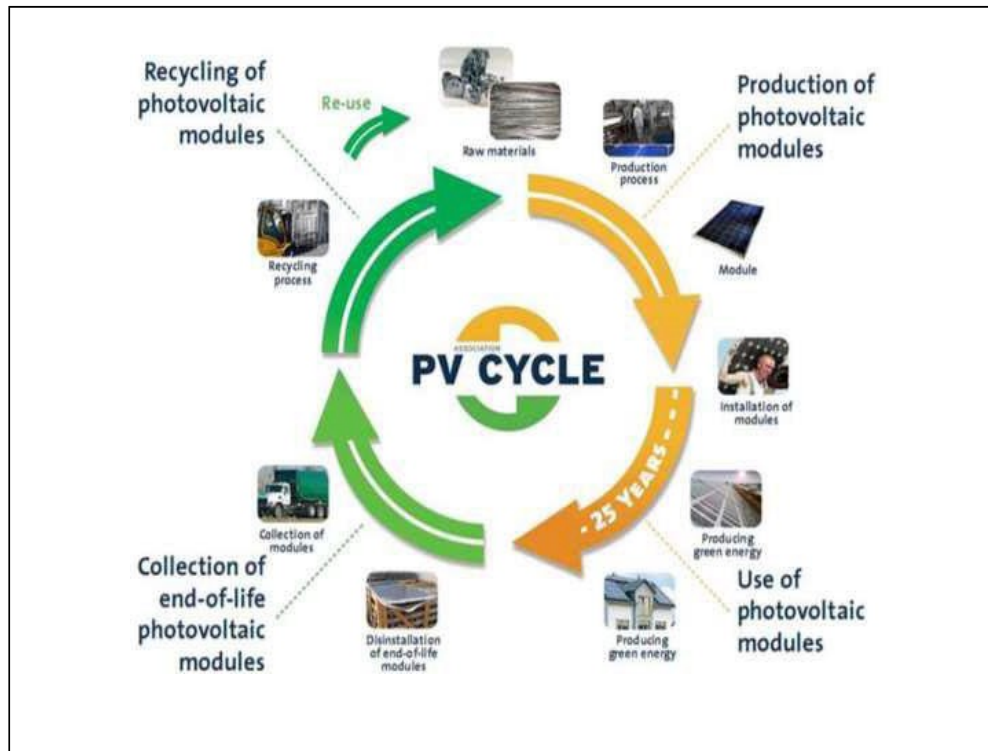 Recycling of
photovoltaic
modules
Re-use
Raw materials
Production
process
Production of
photovoltaic
modules
Module
Recycling
process
ASSOCIATION
PV CYCLE
Installation of
modules
25 YEARS
Producing
green energy
Use of
photovoltaic
modules
Producing
green energy
Disinstallation
of end-of-life
modules
Collection
of modules
Collection of
end-of-life
photovoltaic
modules